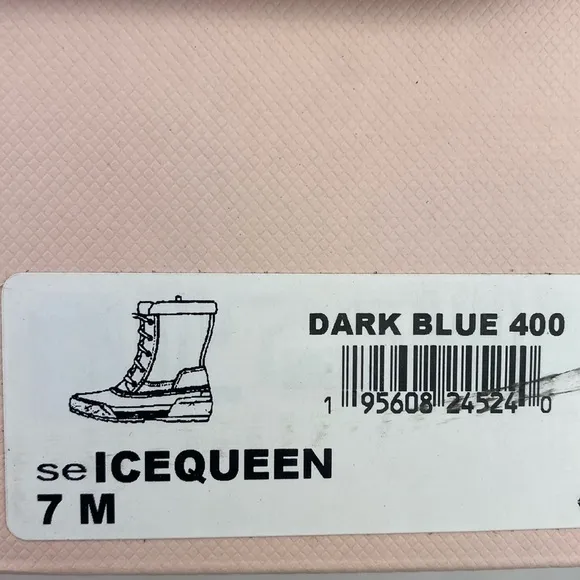 DARK BLUE 400
1 95608 24524 0
seICEQUEEN
7 M